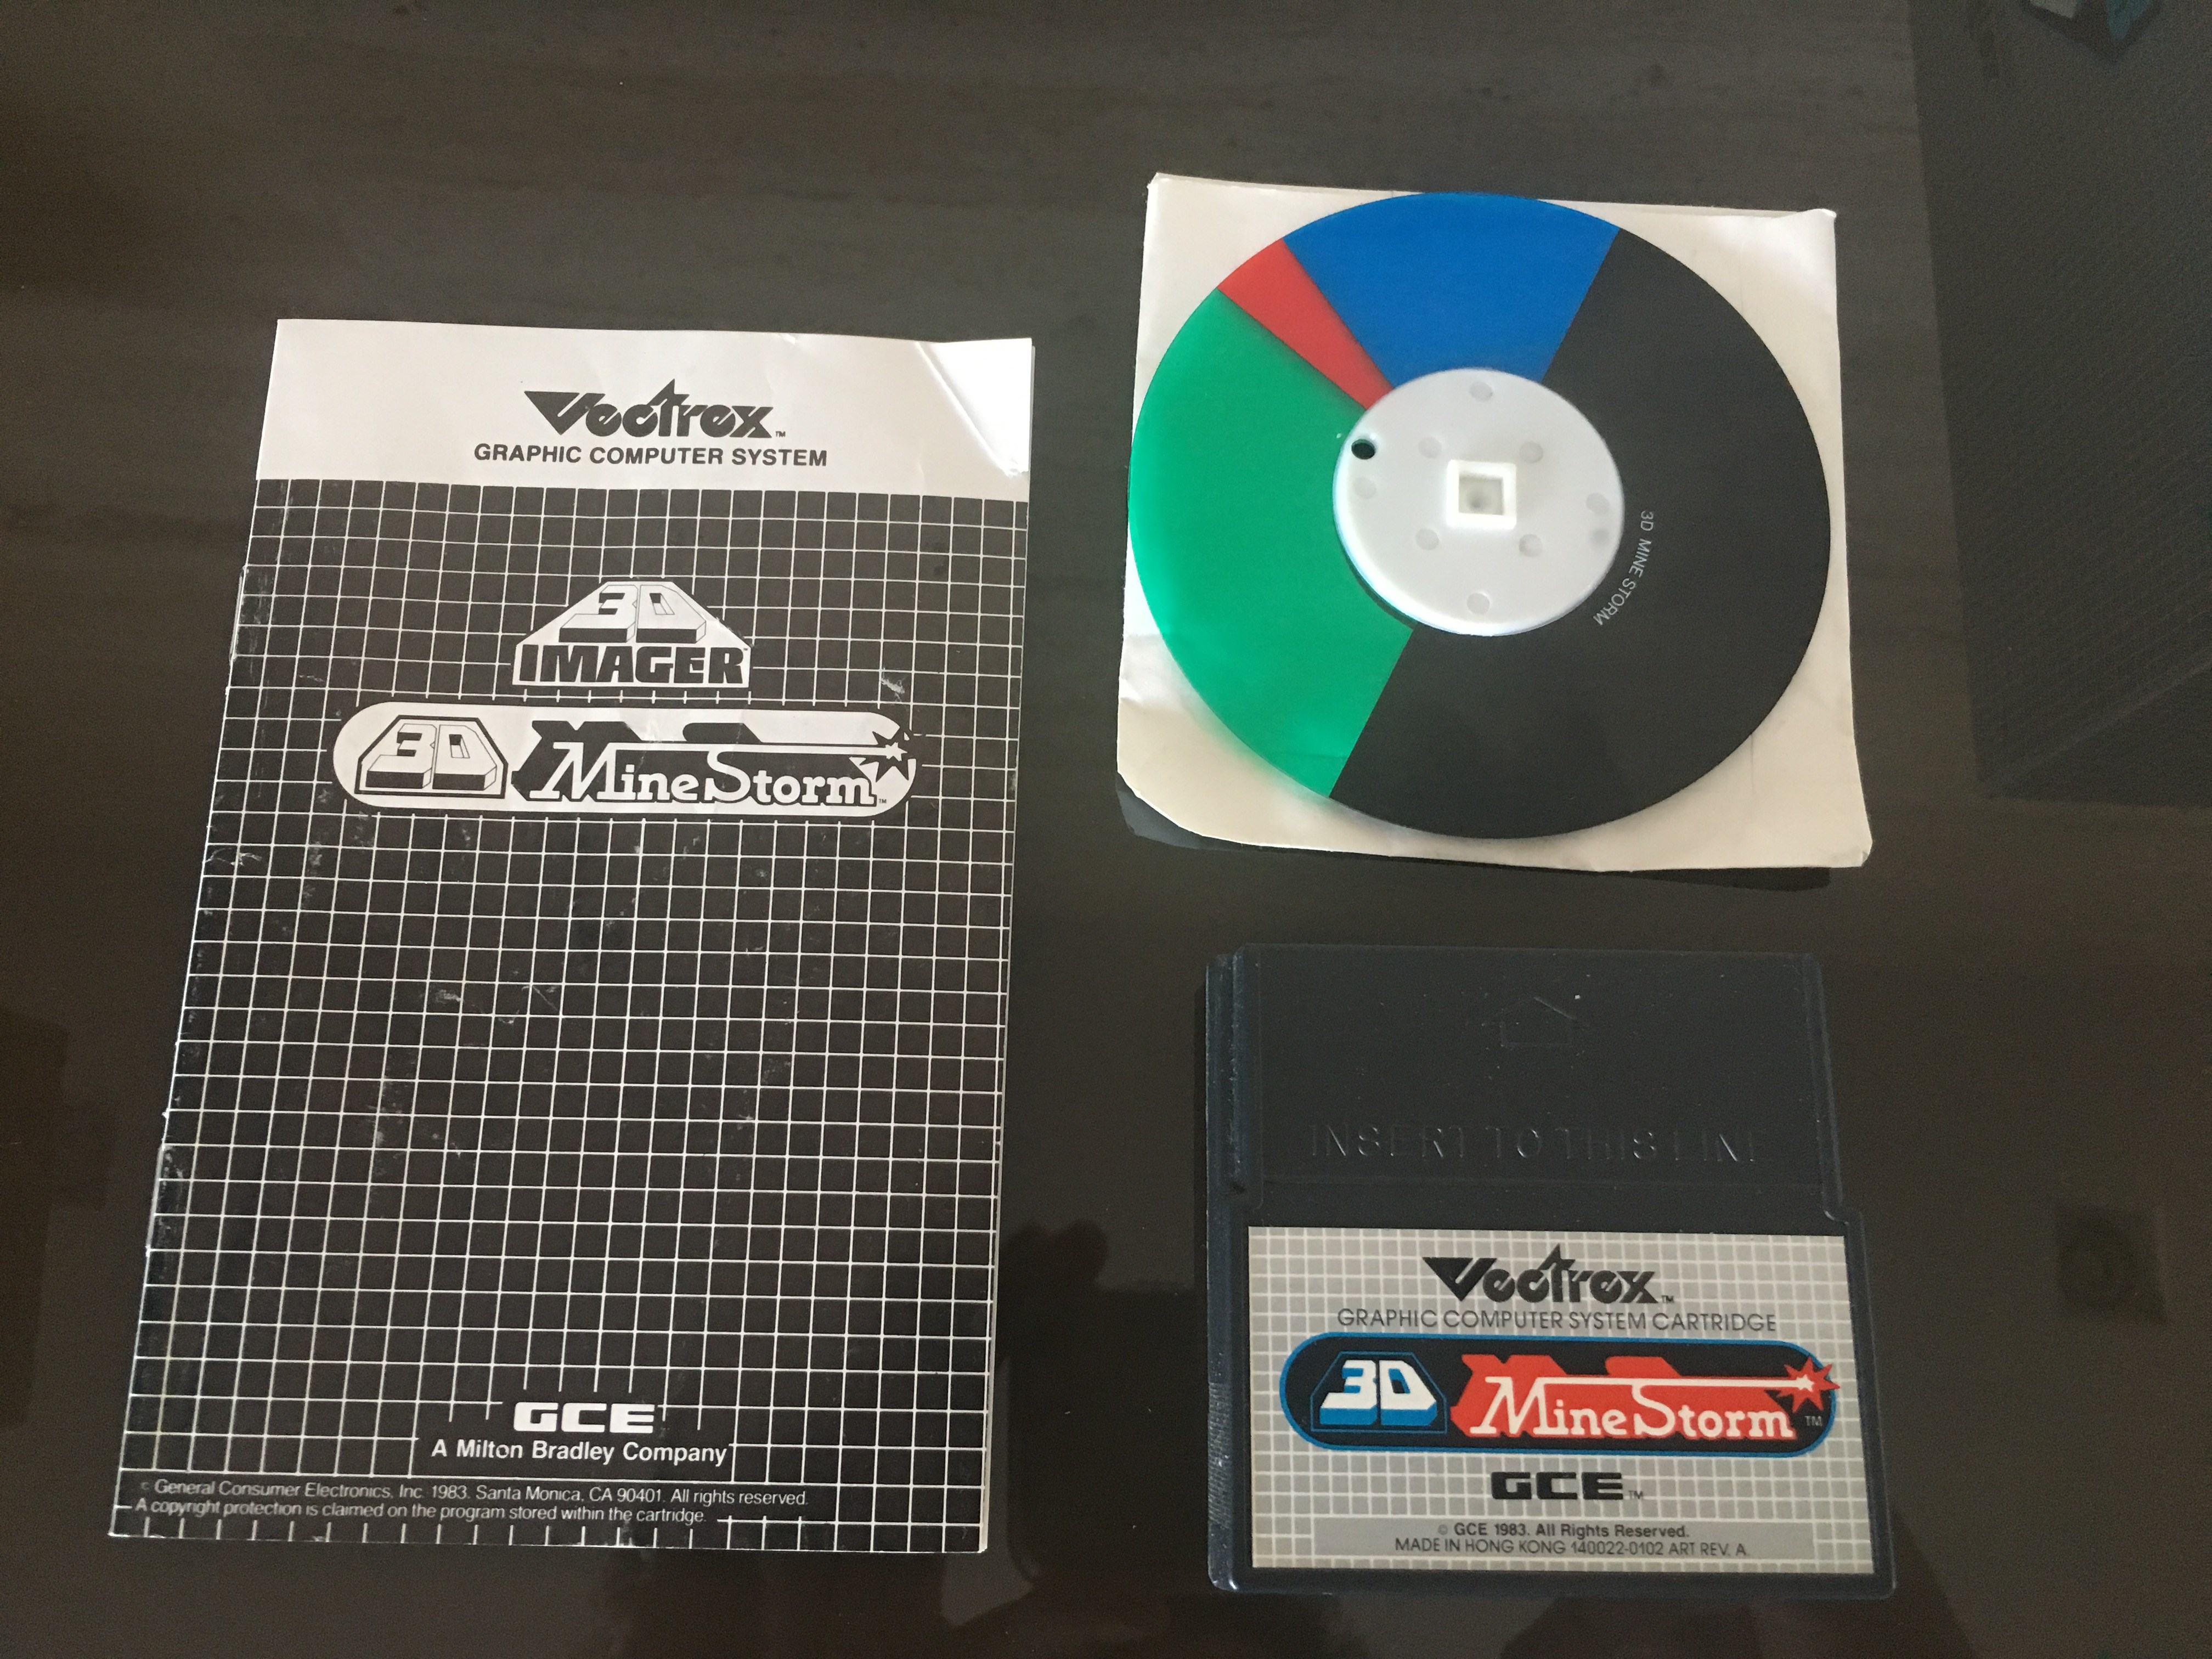 Vectrex™
GRAPHIC COMPUTER SYSTEM
3D
IMAGER™
3D MineStorm™
GCE
A Milton Bradley Company
© General Consumer Electronics, Inc. 1983. Santa Monica, CA 90401. All rights reserved.
A copyright protection is claimed on the program stored within the cartridge.
3D MINE STORM
INSERT TO THIS LINE
Vectrex™
GRAPHIC COMPUTER SYSTEM CARTRIDGE
3D MineStorm™
GCE™
© GCE 1983. All Rights Reserved.
MADE IN HONG KONG 140022-0102 ART REV. A.